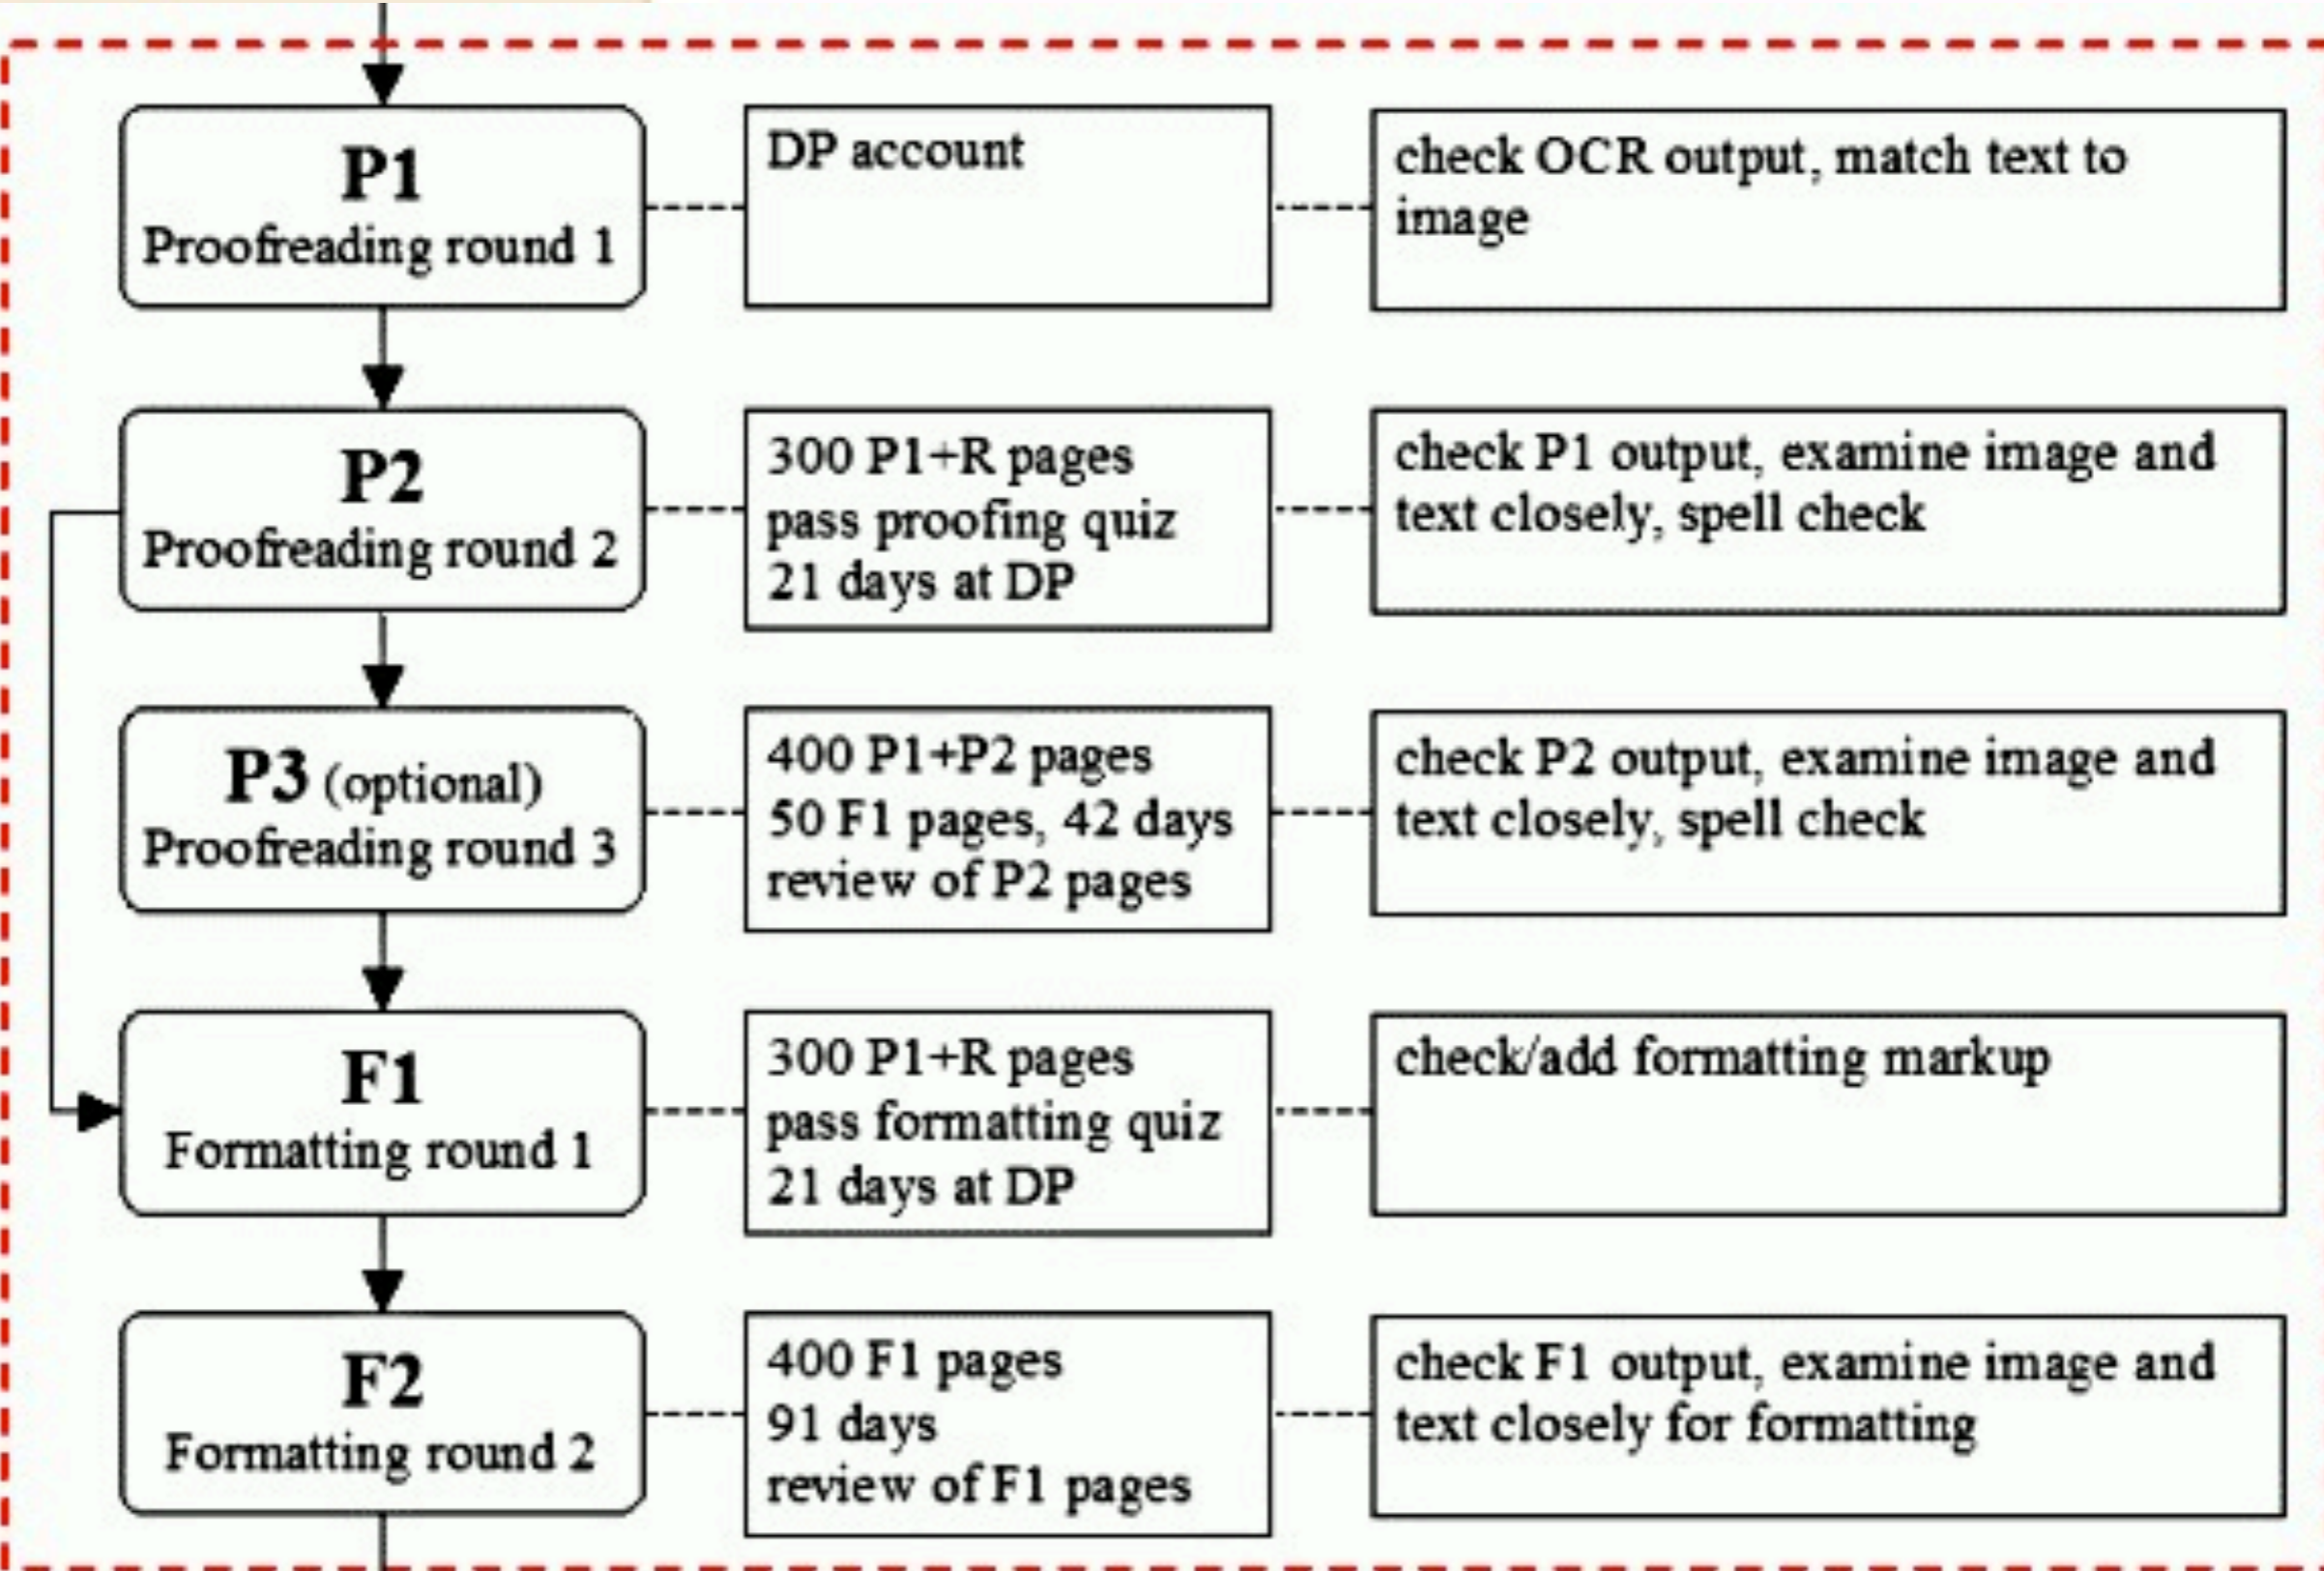 P1
Proofreading round 1
DP account
check OCR output, match text to
image
P2
Proofreading round 2
300 P1+R pages
pass proofing quiz
21 days at DP
check P1 output, examine image and
text closely, spell check
P3 (optional)
Proofreading round 3
400 P1+P2 pages
50 F1 pages, 42 days
review of P2 pages
check P2 output, examine image and
text closely, spell check
F1
Formatting round 1
300 P1+R pages
pass formatting quiz
21 days at DP
check/add formatting markup
F2
Formatting round 2
400 F1 pages
91 days
review of F1 pages
check F1 output, examine image and
text closely for formatting